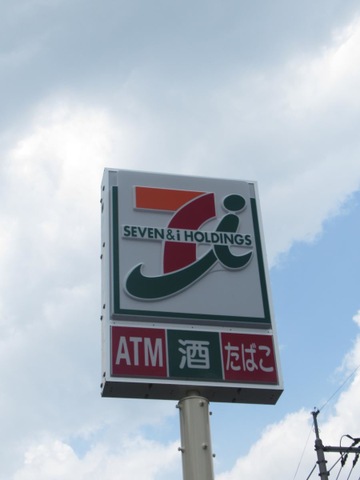 SEVEN & i HOLDINGS
ATM 酒 たばこ